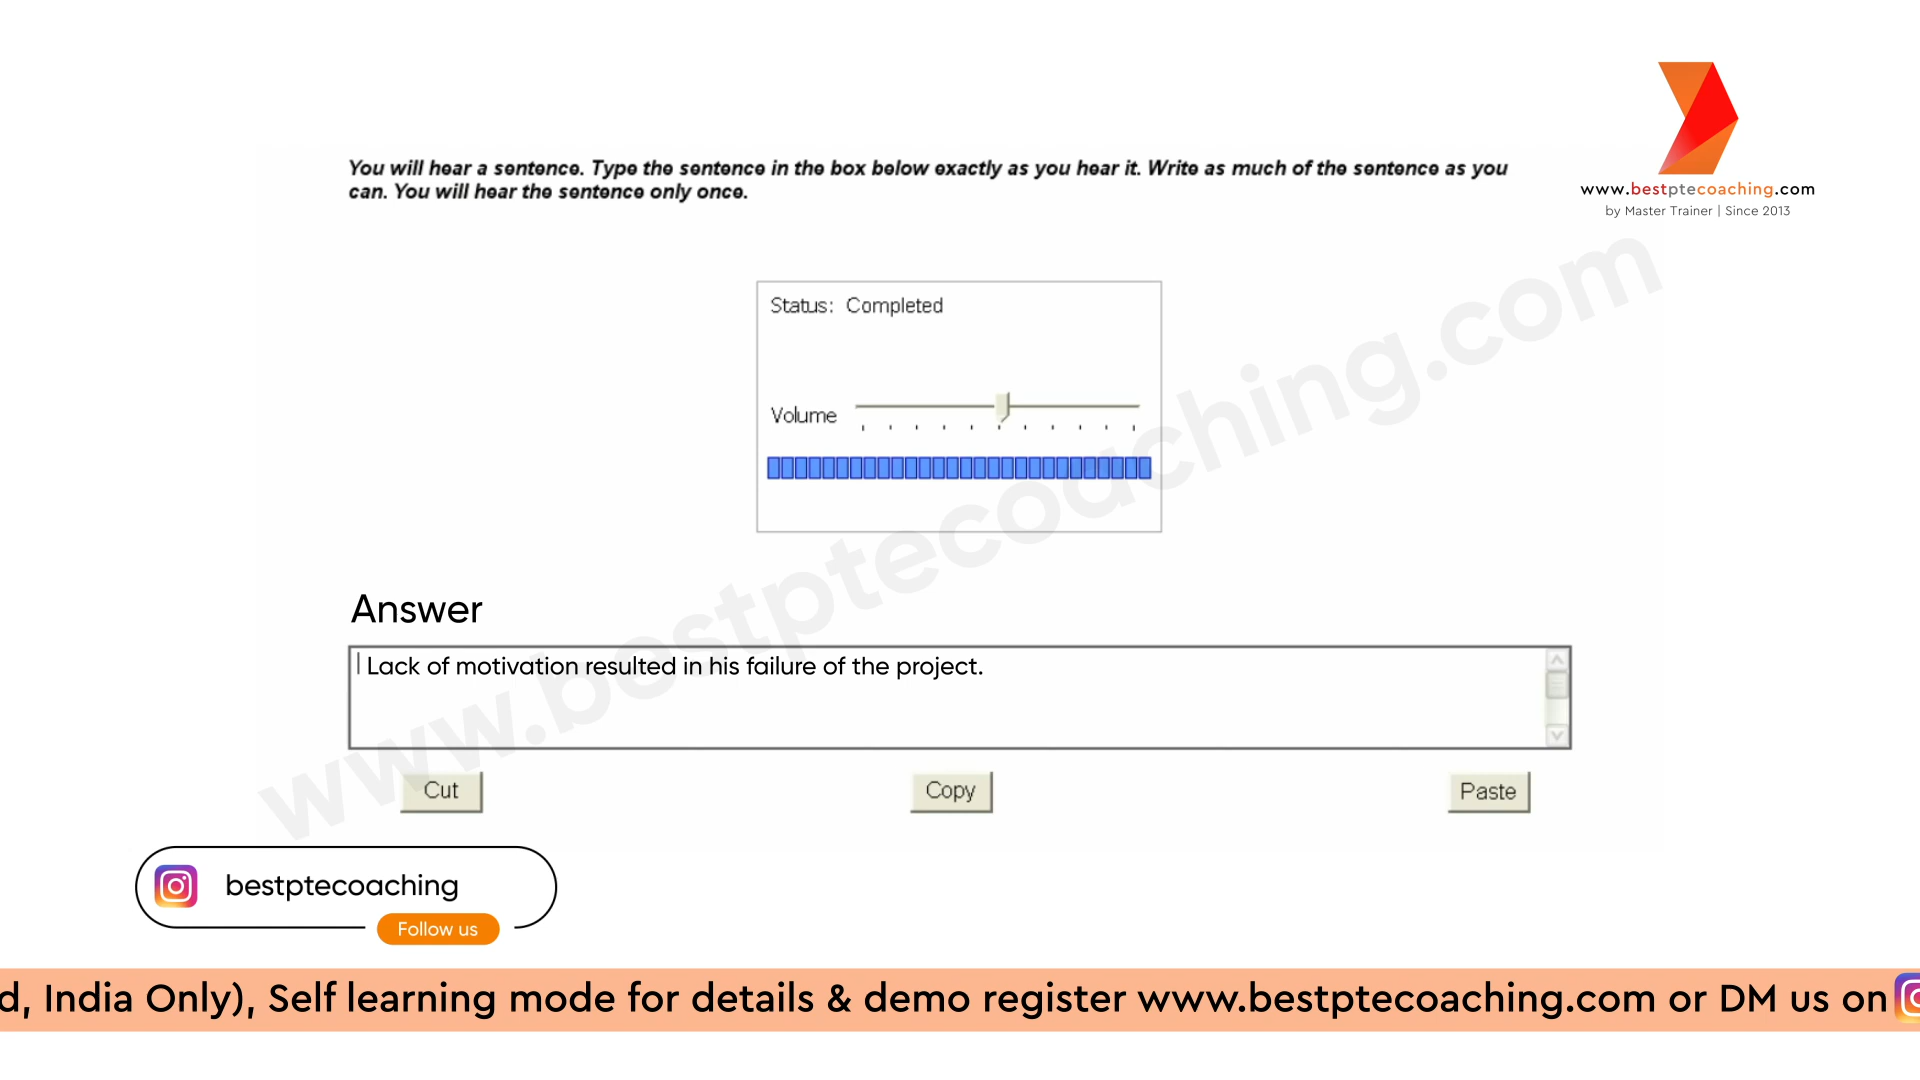 www.bestptecoaching.com
by Master Trainer | Since 2013
You will hear a sentence. Type the sentence in the box below exactly as you hear it. Write as much of the sentence as you
can. You will hear the sentence only once.
Status: Completed
Volume
www.bestptecoaching.com
Answer
Lack of motivation resulted in his failure of the project.
Cut
Copy
Paste
bestptecoaching
Follow us
d, India Only), Self learning mode for details & demo register www.bestptecoaching.com or DM us on